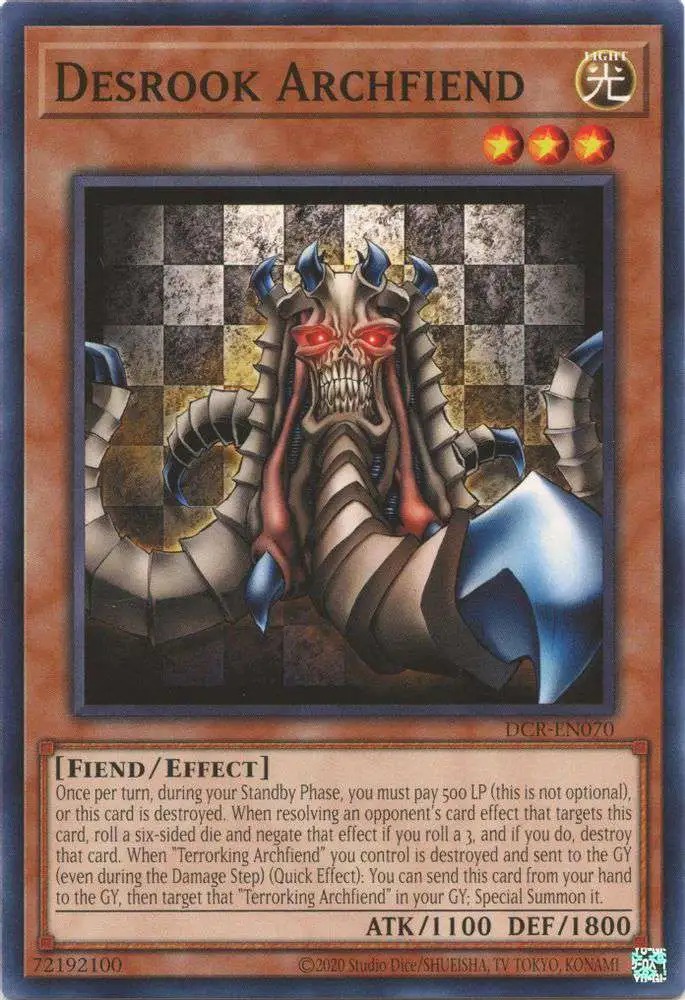 DESROOK ARCHFIEND
LIGHT
光
DCR-EN070
[FIEND/EFFECT]
Once per turn, during your Standby Phase, you must pay 500 LP (this is not optional),
or this card is destroyed. When resolving an opponent's card effect that targets this
card, roll a six-sided die and negate that effect if you roll a 3, and if you do, destroy
that card. When "Terrorking Archfiend" you control is destroyed and sent to the GY
(even during the Damage Step) (Quick Effect): You can send this card from your hand
to the GY, then target that "Terrorking Archfiend" in your GY; Special Summon it.
ATK/1100 DEF/1800
72192100
©2020 Studio Dice/SHUEISHA, TV TOKYO, KONAMI